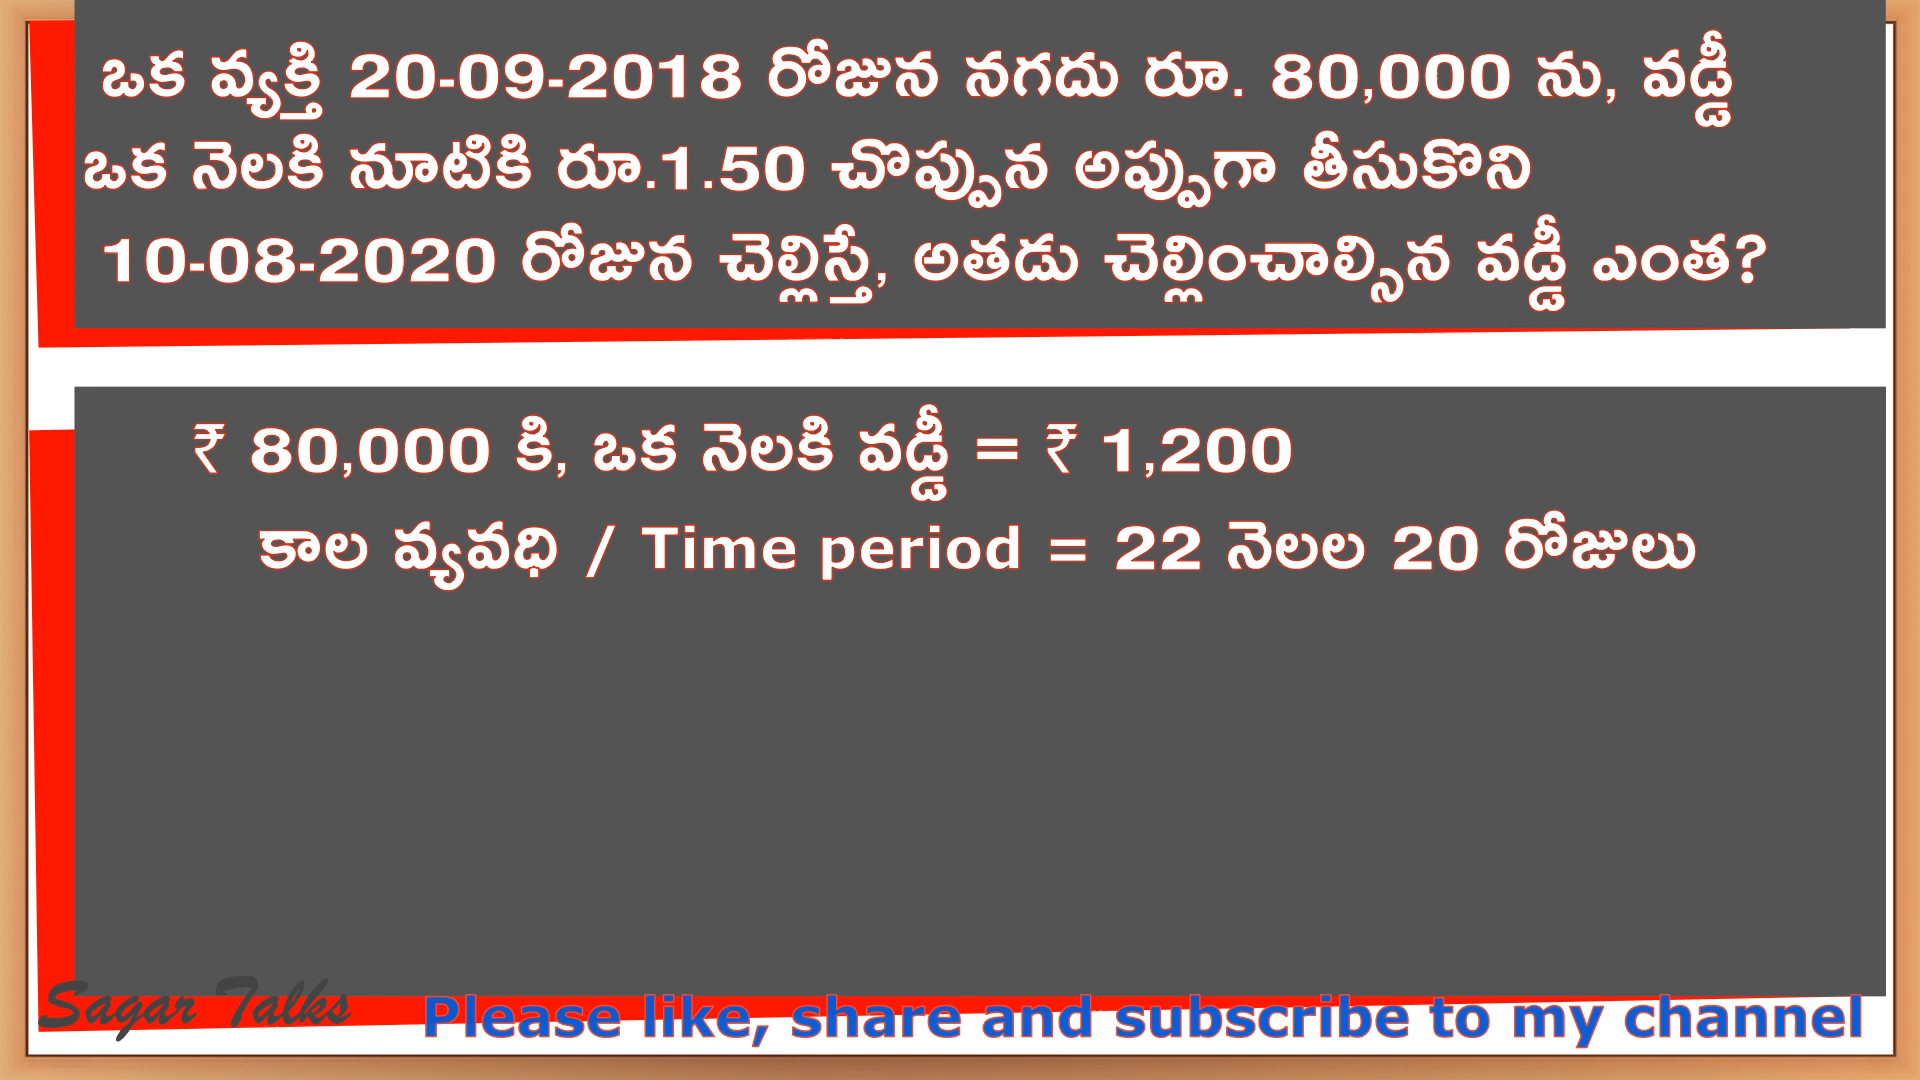 ఒక వ్యక్తి 20-09-2018 రోజున నగదు రూ. 80,000 ను, వడ్డీ
ఒక నెలకి నూటికి రూ.1.50 చొప్పున అప్పుగా తీసుకొని
10-08-2020 రోజున చెల్లిస్తే, అతడు చెల్లించాల్సిన వడ్డీ ఎంత?
₹ 80,000 కి, ఒక నెలకి వడ్డీ = ₹ 1,200
కాల వ్యవధి / Time period = 22 నెలల 20 రోజులు
Sagar Talks
Please like, share and subscribe to my channel